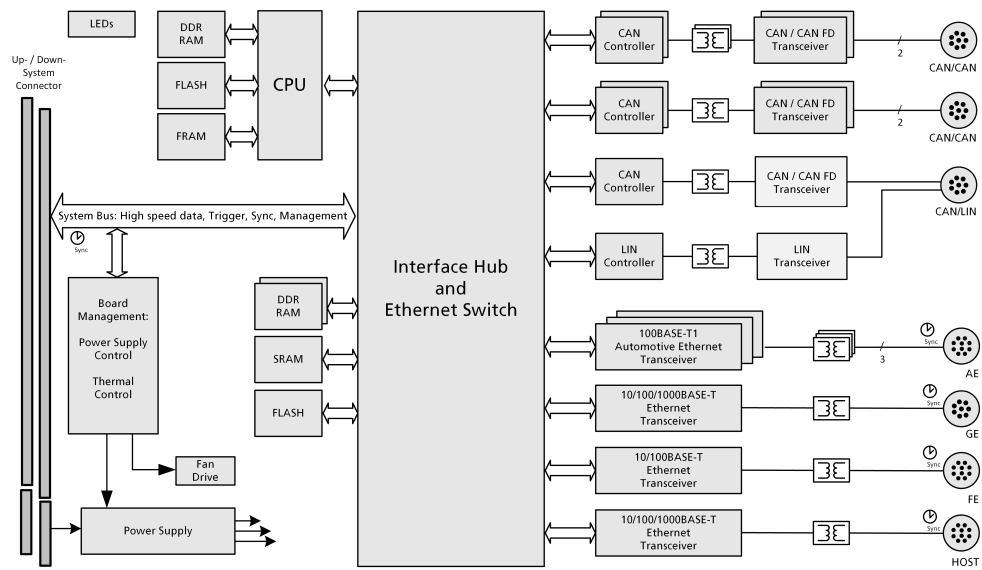 LEDs
Up- / Down-
System
Connector
DDR
RAM
FLASH
FRAM
CPU
System Bus: High speed data, Trigger, Sync, Management
Sync
Board
Management:
Power Supply
Control
Thermal
Control
Fan
Drive
Power Supply
DDR
RAM
SRAM
FLASH
Interface Hub
and
Ethernet Switch
CAN
Controller
CAN / CAN FD
Transceiver
2
CAN/CAN
CAN
Controller
CAN / CAN FD
Transceiver
2
CAN/CAN
CAN
Controller
CAN / CAN FD
Transceiver
CAN/LIN
LIN
Controller
LIN
Transceiver
100BASE-T1
Automotive Ethernet
Transceiver
3
Sync
AE
10/100/1000BASE-T
Ethernet
Transceiver
Sync
GE
10/100BASE-T
Ethernet
Transceiver
Sync
FE
10/100/1000BASE-T
Ethernet
Transceiver
Sync
HOST